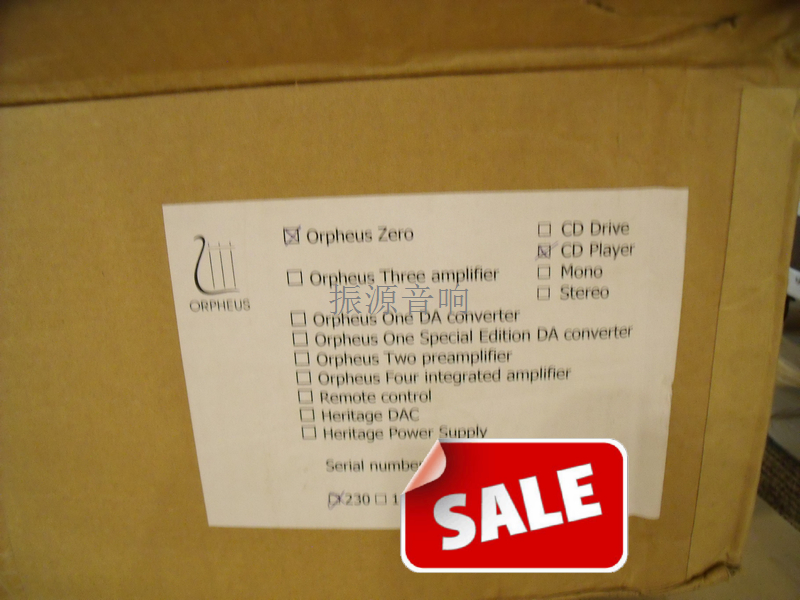 Orpheus Zero
CD Drive
CD Player
ORPHEUS
Orpheus Three amplifier
Mono
Stereo
振源音响
Orpheus One DA converter
Orpheus One Special Edition DA converter
Orpheus Two preamplifier
Orpheus Four integrated amplifier
Remote control
Heritage DAC
Heritage Power Supply
Serial number
230
SALE